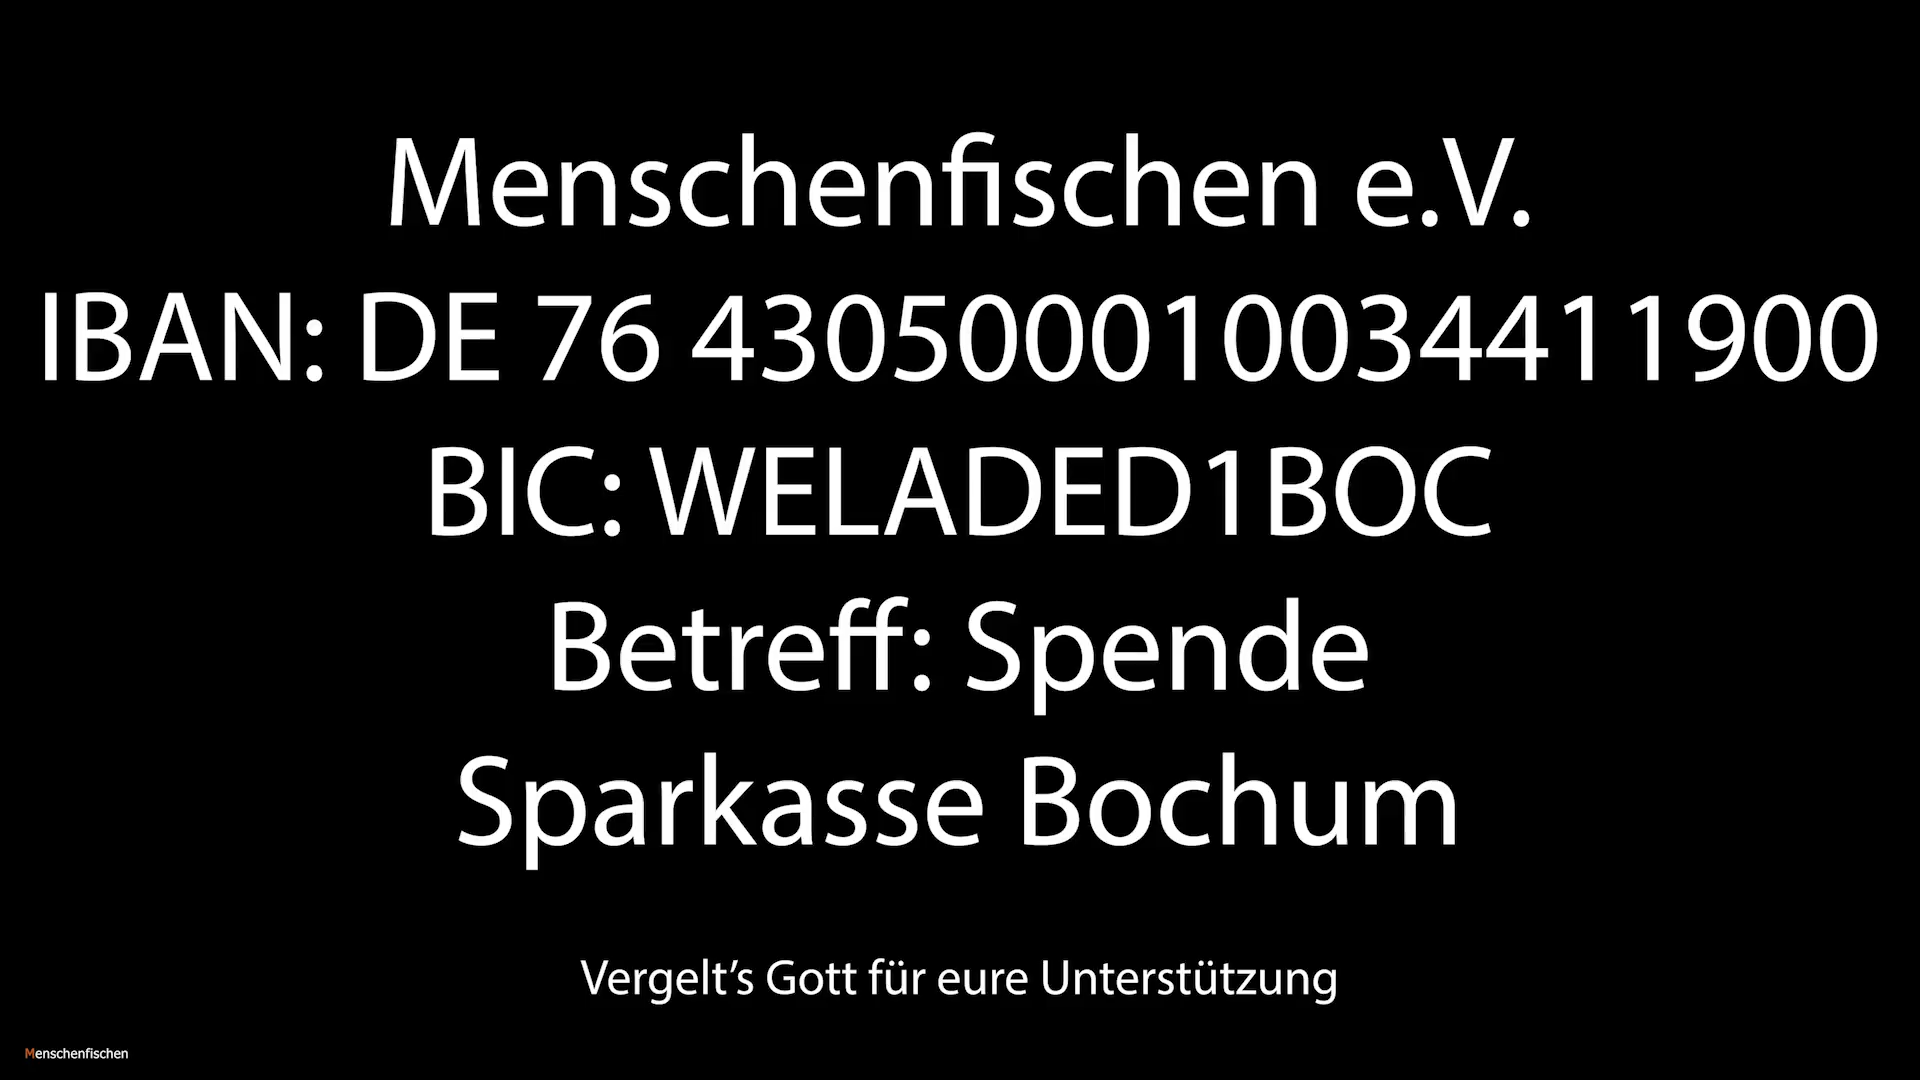 Menschenfischen e.V.
IBAN: DE 76 430500010034411900
BIC: WELADED1BOC
Betreff: Spende
Sparkasse Bochum
Vergelt’s Gott für eure Unterstützung
Menschenfischen